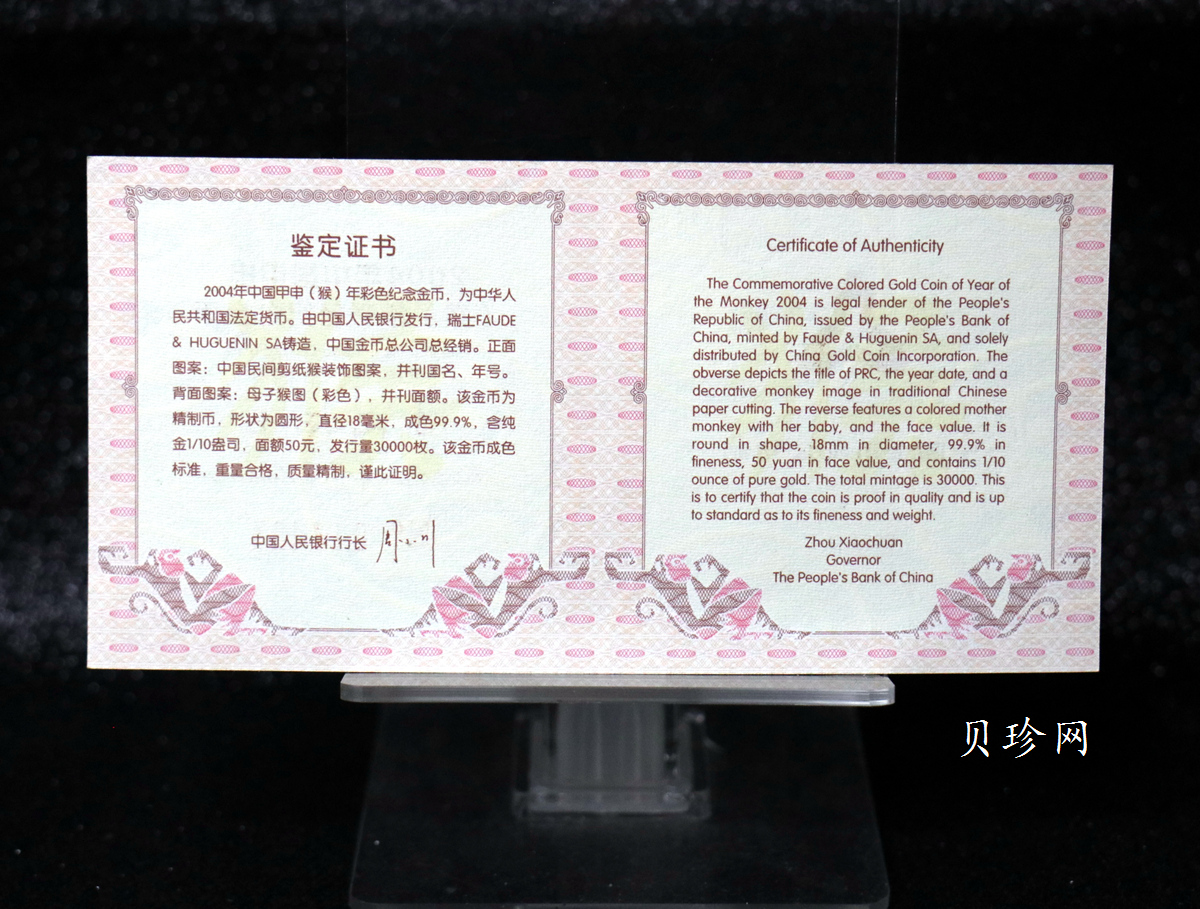 鉴定证书
2004年中国甲申（猴）年彩色纪念金币，为中华人
民共和国法定货币。由中国人民银行发行，瑞士FAUDE
& HUGUENIN SA铸造，中国金币总公司总经销。正面
图案：中国民间剪纸猴装饰图案，并刊国名、年号。
背面图案：母子猴图（彩色），并刊面额。该金币为
精制币，形状为圆形，直径18毫米，成色99.9%，含纯
金1/10盎司，面额50元，发行量30000枚。该金币成色
标准，重量合格，质量精制，谨此证明。
中国人民银行行长
Certificate of Authenticity
The Commemorative Colored Gold Coin of Year of
the Monkey 2004 is legal tender of the People's
Republic of China, issued by the People's Bank of
China, minted by Faude & Huguenin SA, and solely
distributed by China Gold Coin Incorporation. The
obverse depicts the title of PRC, the year date, and a
decorative monkey image in traditional Chinese
paper cutting. The reverse features a colored mother
monkey with her baby, and the face value. It is
round in shape, 18mm in diameter, 99.9% in
fineness, 50 yuan in face value, and contains 1/10
ounce of pure gold. The total mintage is 30000. This
is to certify that the coin is proof in quality and is up
to standard as to its fineness and weight.
Zhou Xiaochuan
Governor
The People's Bank of China
贝珍网